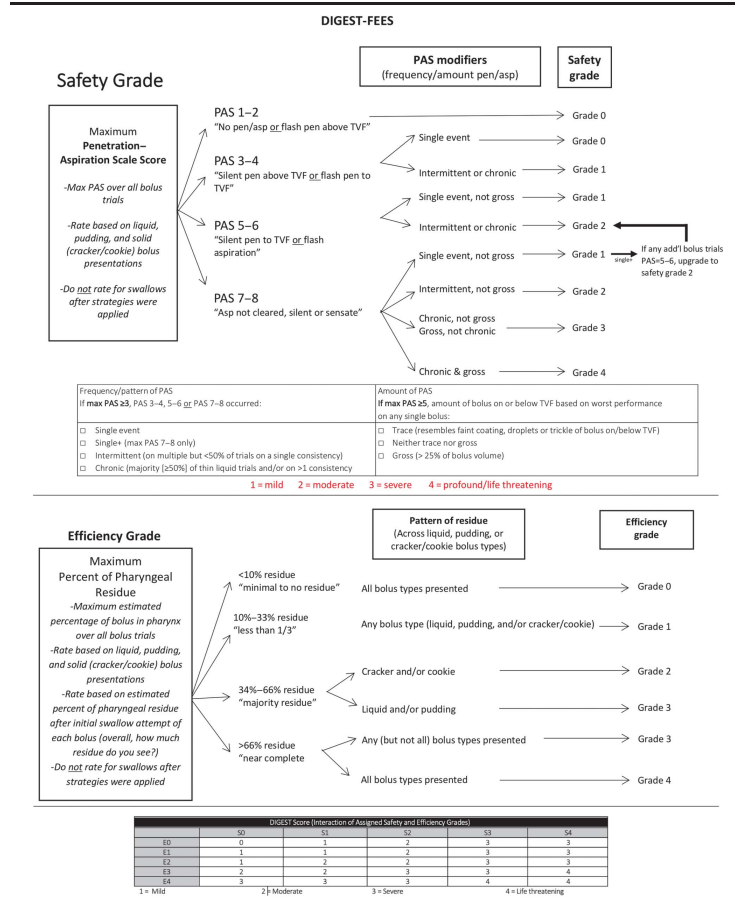 DIGEST-FEES
Safety Grade
PAS modifiers
(frequency/amount pen/asp)
Safety
grade
Maximum
Penetration–
Aspiration Scale Score
-Max PAS over all bolus
trials
-Rate based on liquid,
pudding, and solid
(cracker/cookie) bolus
presentations
-Do not rate for swallows
after strategies were
applied
PAS 1–2
"No pen/asp or flash pen above TVF"
Grade 0
PAS 3–4
"Silent pen above TVF or flash pen to
TVF"
Single event
Grade 0
Intermittent or chronic
Grade 1
PAS 5–6
"Silent pen to TVF or flash
aspiration"
Single event, not gross
Grade 1
Intermittent or chronic
Grade 2
PAS 7–8
"Asp not cleared, silent or sensate"
Single event, not gross
Grade 1
single+
If any add'l bolus trials
PAS=5–6, upgrade to
safety grade 2
Intermittent, not gross
Grade 2
Chronic, not gross
Gross, not chronic
Grade 3
Chronic & gross
Grade 4
Frequency/pattern of PAS
If max PAS ≥3, PAS 3–4, 5–6 or PAS 7–8 occurred:
□ Single event
□ Single+ (max PAS 7–8 only)
□ Intermittent (on multiple but <50% of trials on a single consistency)
□ Chronic (majority [≥50%] of thin liquid trials and/or on >1 consistency
Amount of PAS
If max PAS ≥5, amount of bolus on or below TVF based on worst performance
on any single bolus:
□ Trace (resembles faint coating, droplets or trickle of bolus on/below TVF)
□ Neither trace nor gross
□ Gross (> 25% of bolus volume)
1 = mild 2 = moderate 3 = severe 4 = profound/life threatening
Efficiency Grade
Pattern of residue
(Across liquid, pudding, or
cracker/cookie bolus types)
Efficiency
grade
Maximum
Percent of Pharyngeal
Residue
-Maximum estimated
percentage of bolus in pharynx
over all bolus trials
-Rate based on liquid, pudding,
and solid (cracker/cookie) bolus
presentations
-Rate based on estimated
percent of pharyngeal residue
after initial swallow attempt of
each bolus (overall, how much
residue do you see?)
-Do not rate for swallows after
strategies were applied
<10% residue
"minimal to no residue"
All bolus types presented
Grade 0
10%–33% residue
"less than 1/3"
Any bolus type (liquid, pudding, and/or cracker/cookie)
Grade 1
34%–66% residue
"majority residue"
Cracker and/or cookie
Grade 2
Liquid and/or pudding
Grade 3
>66% residue
"near complete
Any (but not all) bolus types presented
Grade 3
All bolus types presented
Grade 4
DIGEST Score (Interaction of Assigned Safety and Efficiency Grades)
S0 S1 S2 S3 S4
E0 0 1 2 3 3
E1 1 1 2 3 3
E2 1 2 2 3 3
E3 2 2 3 3 4
E4 3 3 3 4 4
1 = Mild 2 = Moderate 3 = Severe 4 = Life threatening